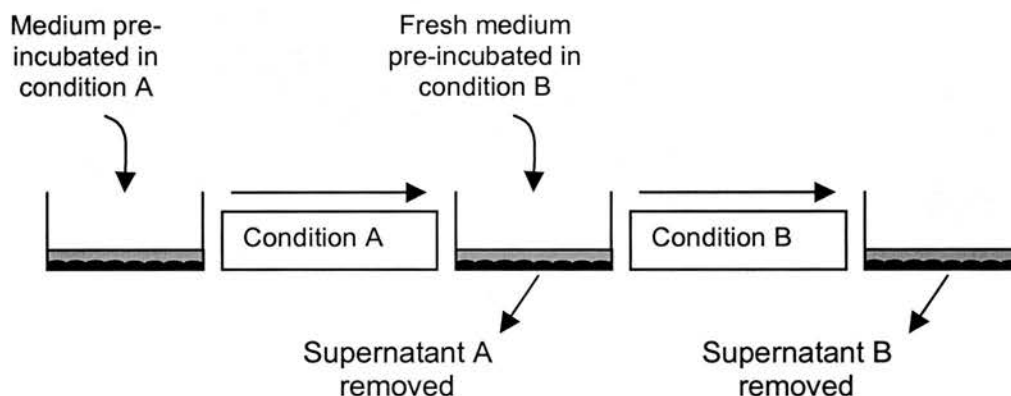 Medium pre-
incubated in
condition A
Fresh medium
pre-incubated in
condition B
Condition A
Condition B
Supernatant A
removed
Supernatant B
removed